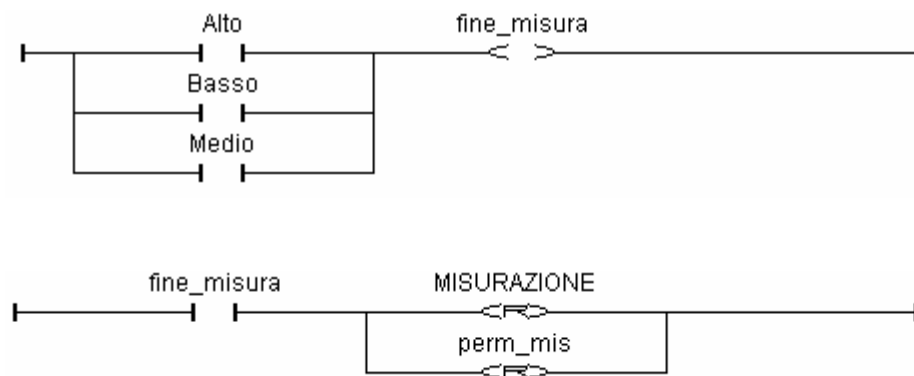 Alto fine_misura
Basso
Medio
fine_misura MISURAZIONE
R
perm_mis
R